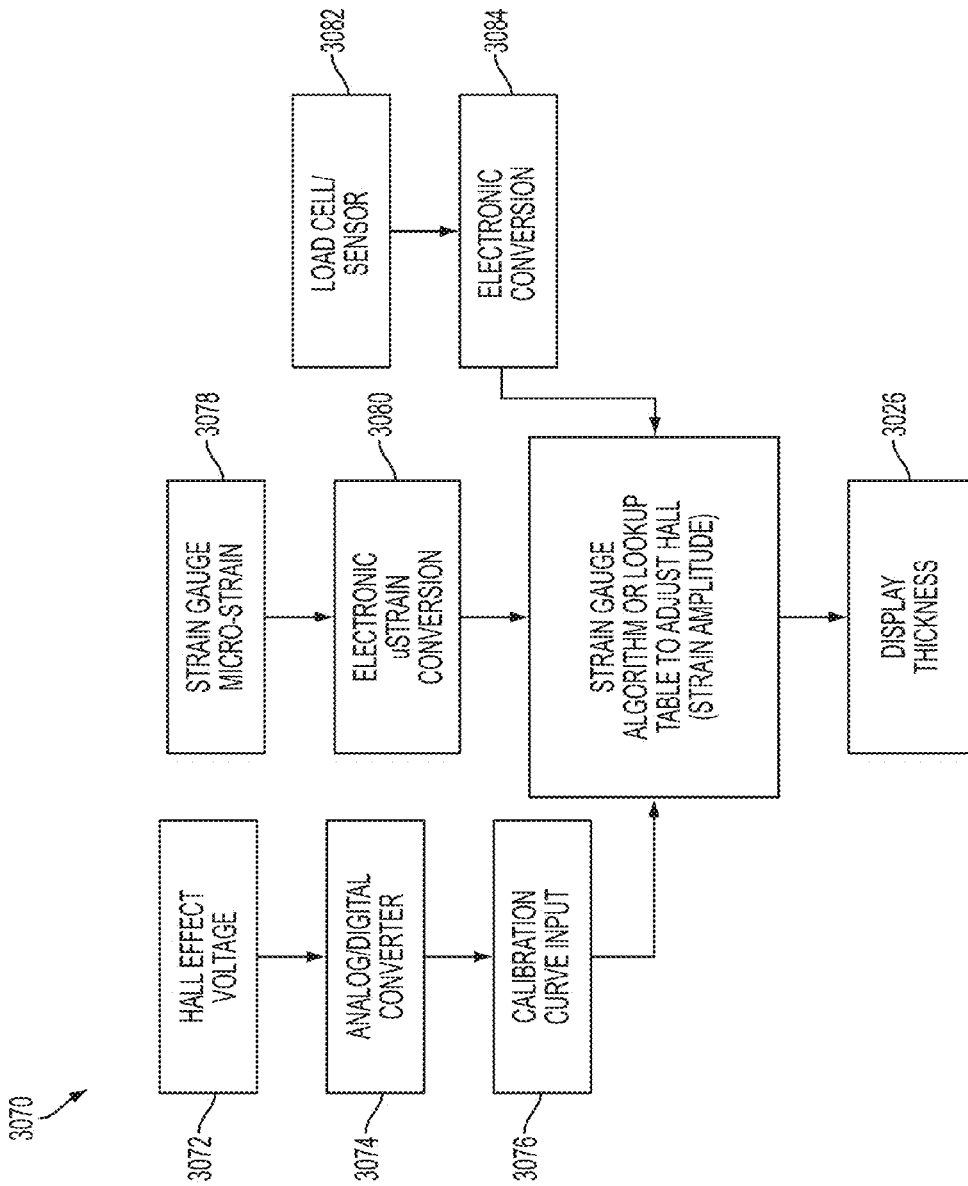 3070
3072
HALL EFFECT
VOLTAGE
3074
ANALOG/DIGITAL
CONVERTER
3076
CALIBRATION
CURVE INPUT
3078
STRAIN GAUGE
MICRO-STRAIN
3080
ELECTRONIC
uSTRAIN
CONVERSION
3082
LOAD CELL/
SENSOR
3084
ELECTRONIC
CONVERSION
STRAIN GAUGE
ALGORITHM OR LOOKUP
TABLE TO ADJUST HALL
(STRAIN AMPLITUDE)
3026
DISPLAY
THICKNESS